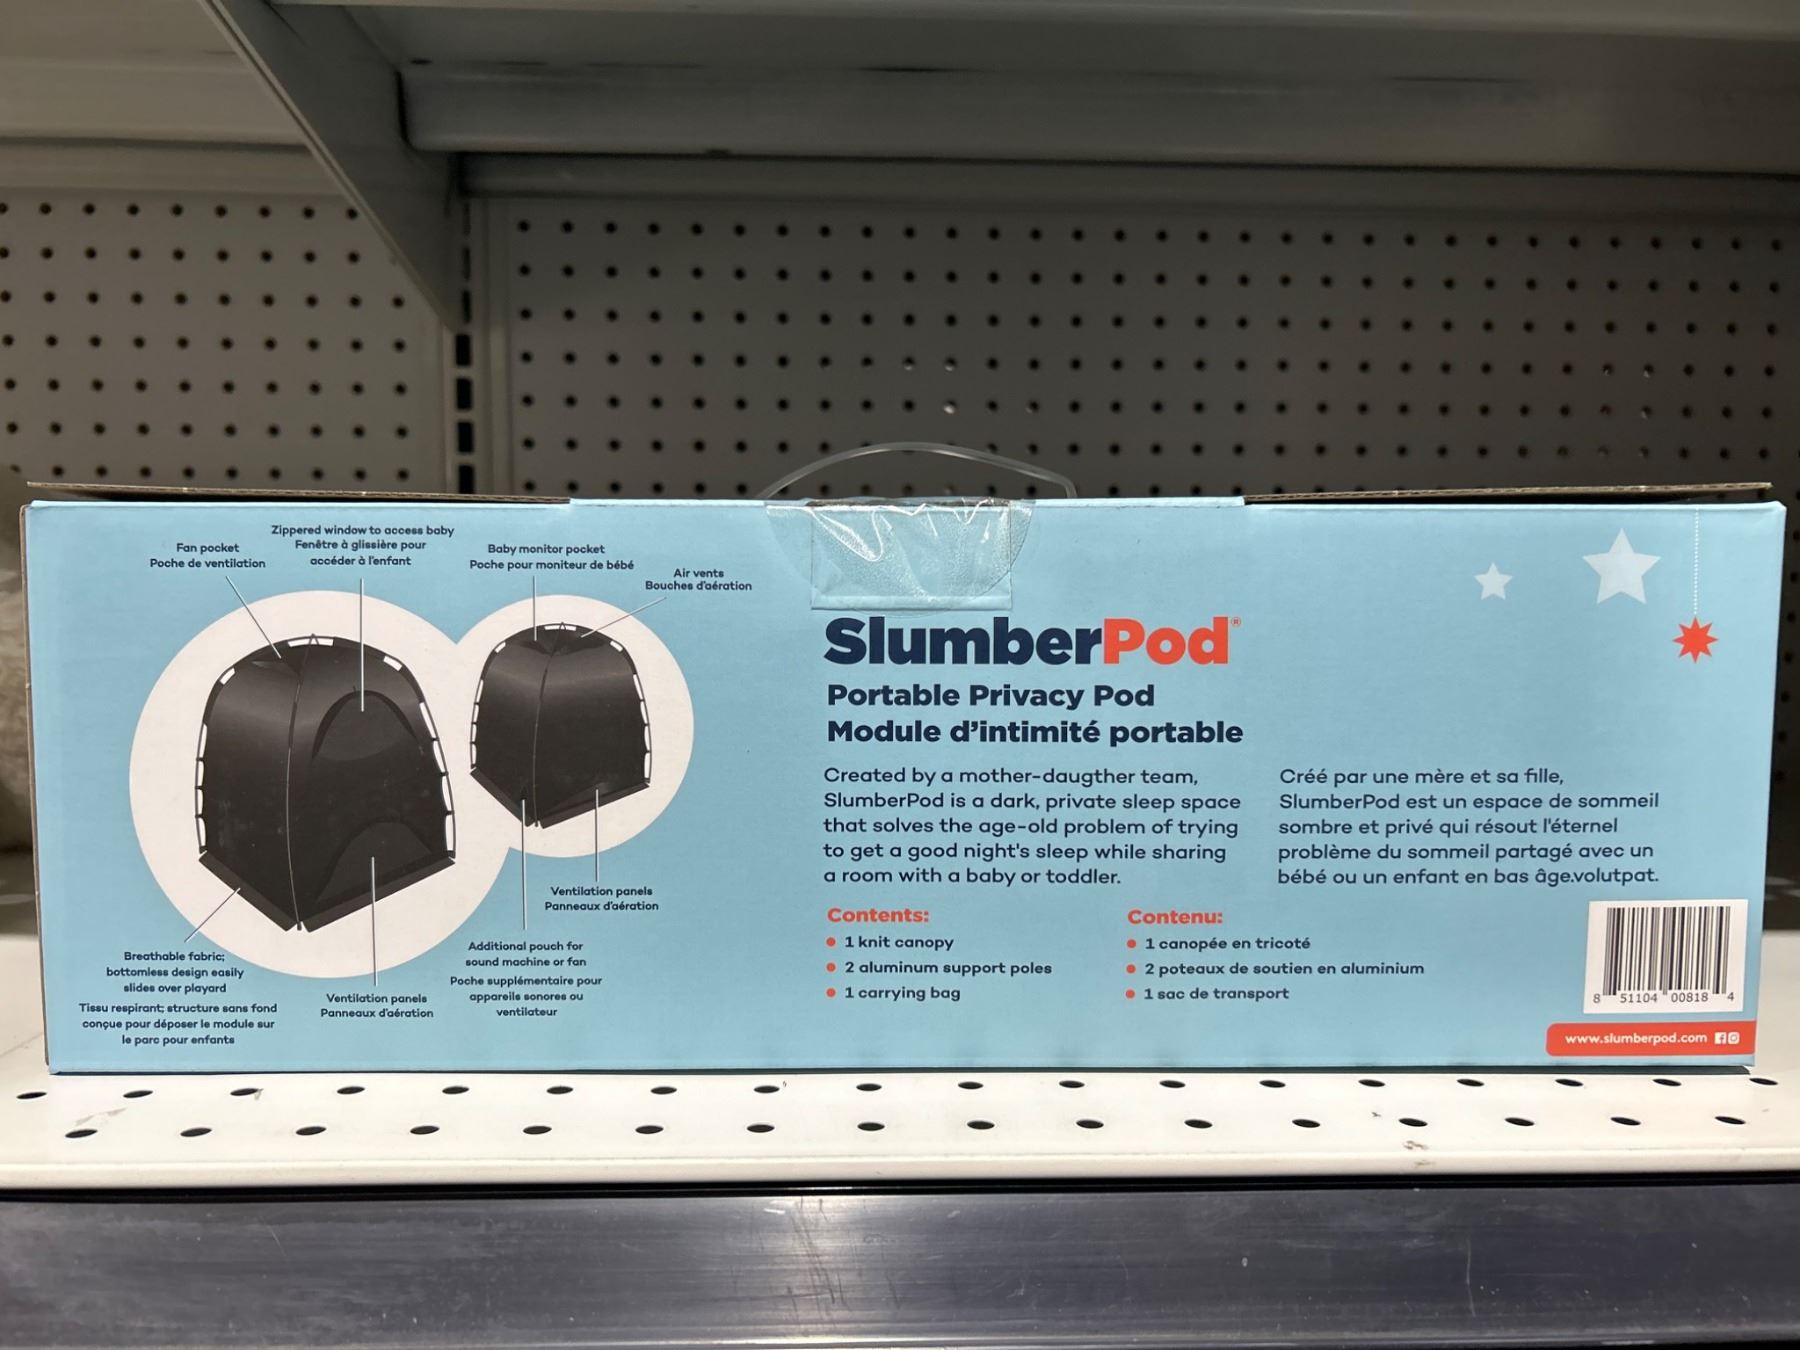 Zippered window to access baby
Fenêtre à glissière pour
accéder à l'enfant
Fan pocket
Poche de ventilation
Baby monitor pocket
Poche pour moniteur de bébé
Air vents
Bouches d'aération
Ventilation panels
Panneaux d'aération
Additional pouch for
sound machine or fan
Poche supplémentaire pour
appareils sonores ou
ventilateur
Breathable fabric;
bottomless design easily
slides over playard
Tissu respirant; structure sans fond
conçue pour déposer le module sur
le parc pour enfants
Ventilation panels
Panneaux d'aération
SlumberPod®
Portable Privacy Pod
Module d'intimité portable
Created by a mother-daugther team,
SlumberPod is a dark, private sleep space
that solves the age-old problem of trying
to get a good night's sleep while sharing
a room with a baby or toddler.
Créé par une mère et sa fille,
SlumberPod est un espace de sommeil
sombre et privé qui résout l'éternel
problème du sommeil partagé avec un
bébé ou un enfant en bas âge.volutpat.
Contents:
• 1 knit canopy
• 2 aluminum support poles
• 1 carrying bag
Contenu:
• 1 canopée en tricoté
• 2 poteaux de soutien en aluminium
• 1 sac de transport
8 51104 00818 4
www.slumberpod.com